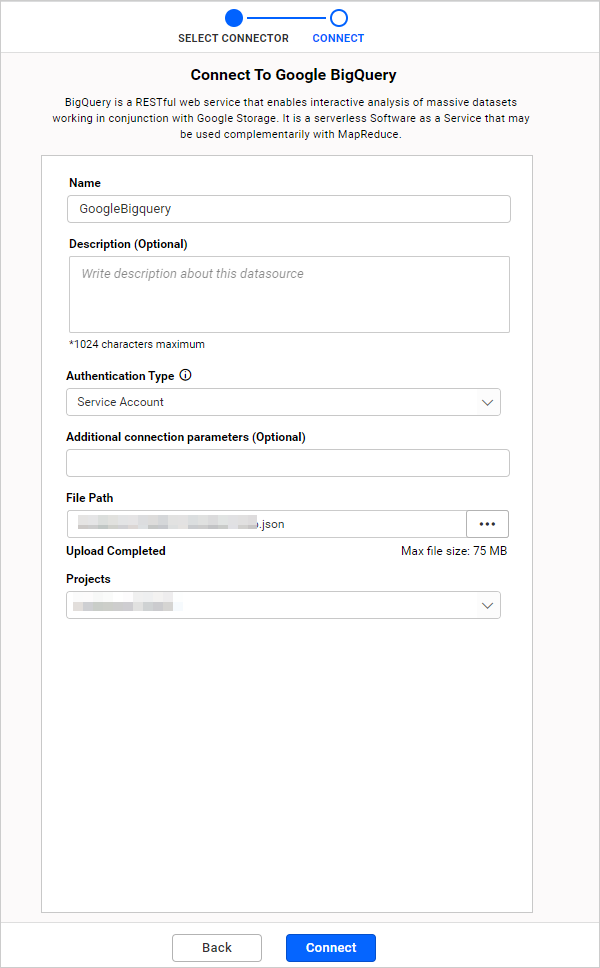 SELECT CONNECTOR CONNECT
Connect To Google BigQuery
BigQuery is a RESTful web service that enables interactive analysis of massive datasets
working in conjunction with Google Storage. It is a serverless Software as a Service that may
be used complementarily with MapReduce.
Name
GoogleBigquery
Description (Optional)
Write description about this datasource
*1024 characters maximum
Authentication Type
Service Account
Additional connection parameters (Optional)
File Path
.json
Upload Completed Max file size: 75 MB
Projects
Back Connect